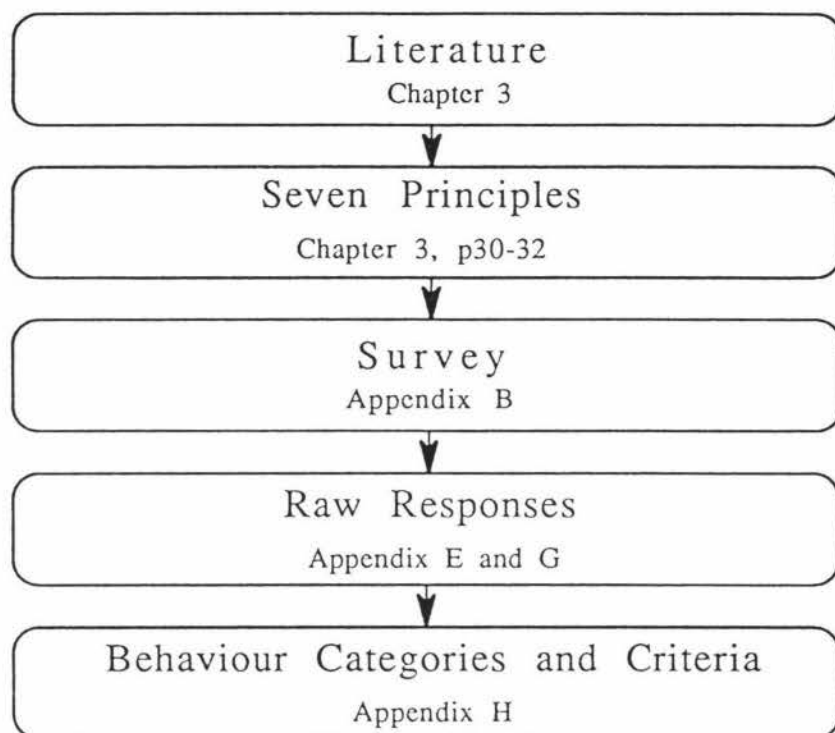 Literature
Chapter 3
Seven Principles
Chapter 3, p30-32
Survey
Appendix B
Raw Responses
Appendix E and G
Behaviour Categories and Criteria
Appendix H